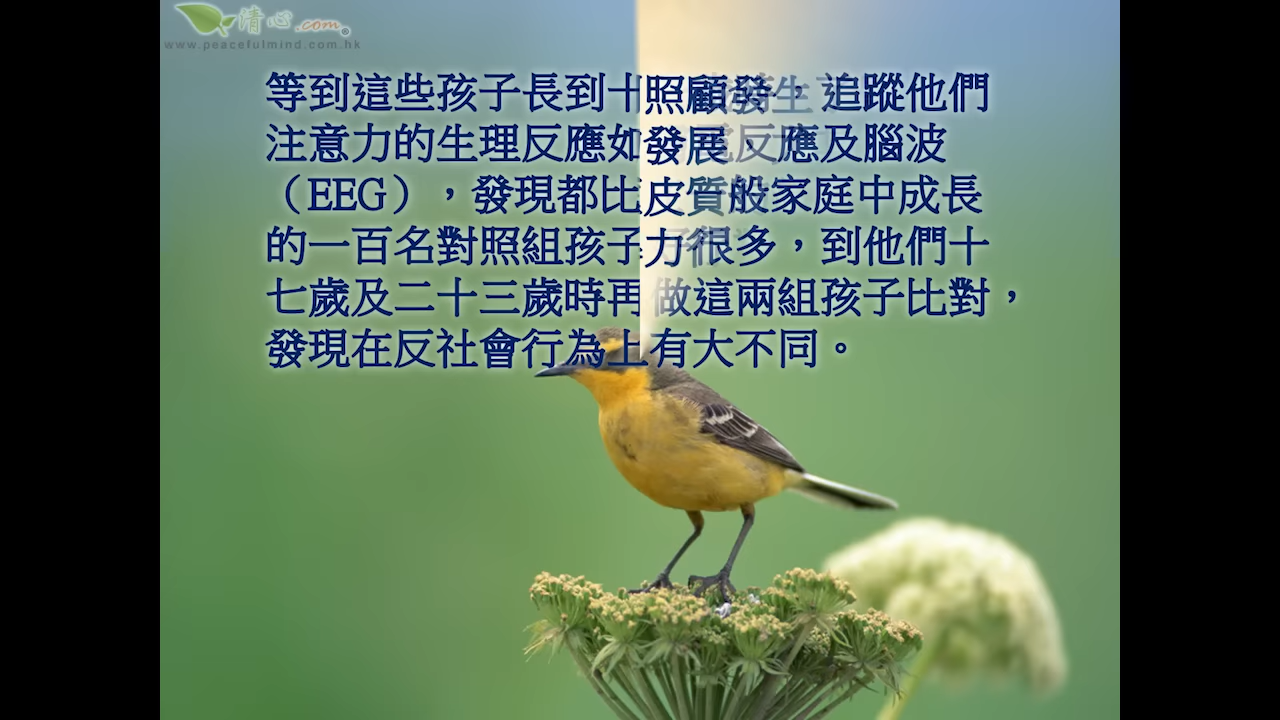 清心.com
www.peacefulmind.com.hk
等到這些孩子長到十照顧發生，追蹤他們
注意力的生理反應如發展反應及腦波
（EEG），發現都比皮質般家庭中成長
的一百名對照組孩子力很多，到他們十
七歲及二十三歲時再做這兩組孩子比對，
發現在反社會行為上有大不同。